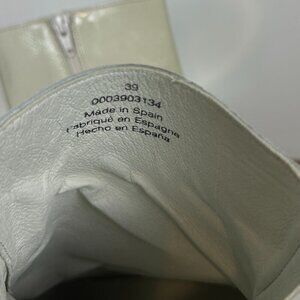 39
0003903134
Made in Spain
Fabriqué en Espagne
Hecho en España